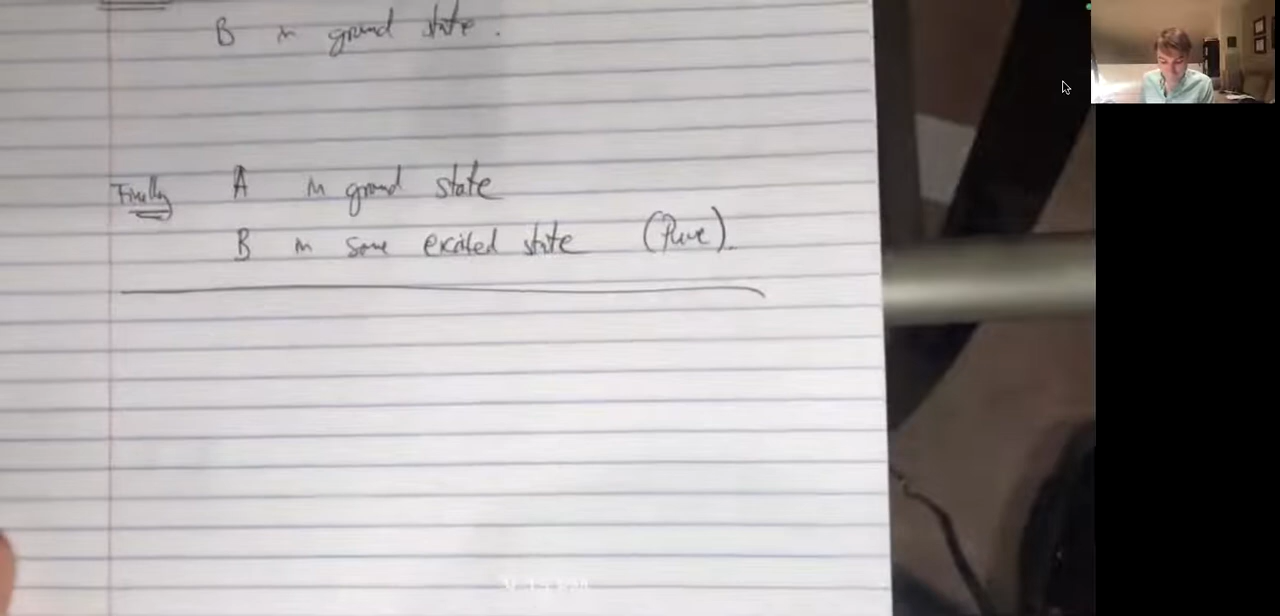 B in ground state.
Finally A in ground state
B in some excited state (Pure).